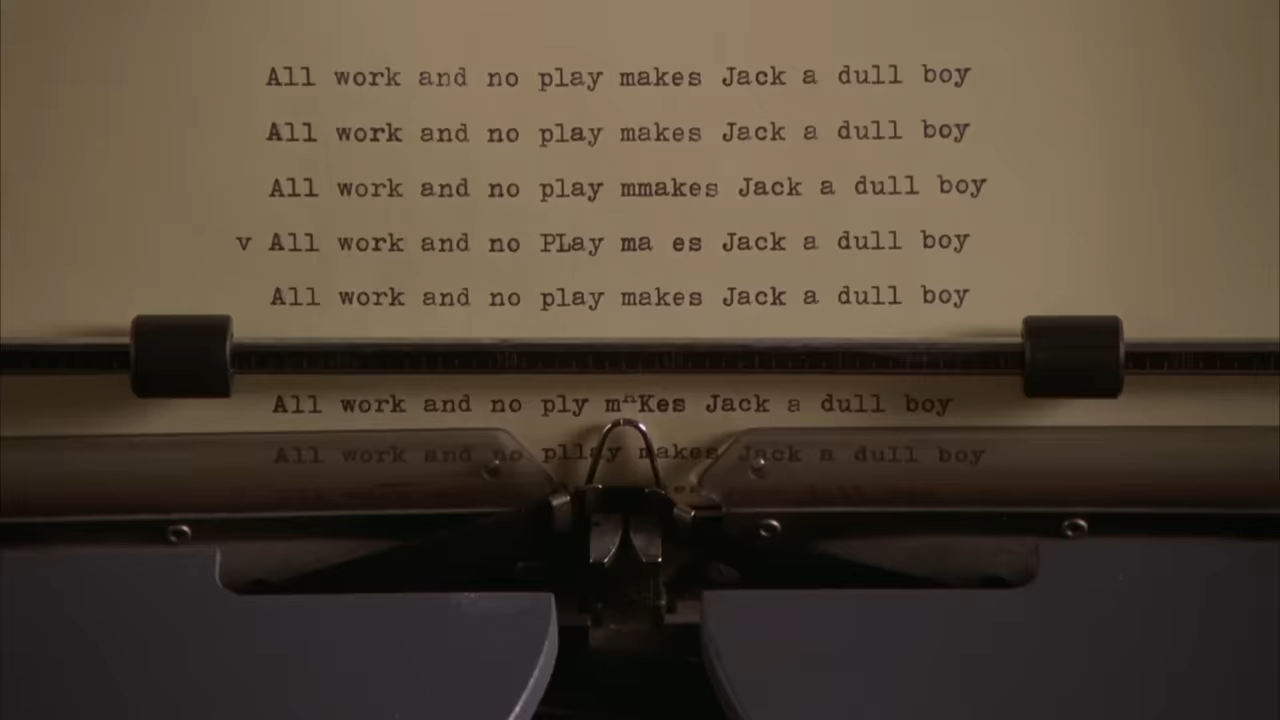 All work and no play makes Jack a dull boy
All work and no play makes Jack a dull boy
All work and no play mmakes Jack a dull boy
v All work and no PLay ma es Jack a dull boy
All work and no play makes Jack a dull boy
All work and no ply mᴬKes Jack a dull boy
All work and no pllay makes Jack a dull boy